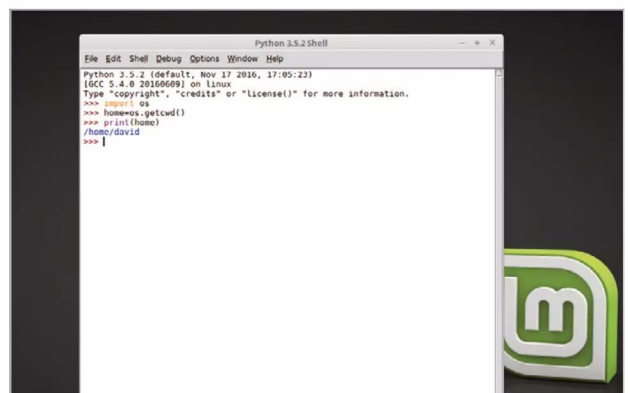 Python 3.5.2 Shell
File Edit Shell Debug Options Window Help
Python 3.5.2 (default, Nov 17 2016, 17:05:23)
[GCC 5.4.0 20160609] on linux
Type "copyright", "credits" or "license()" for more information.
>>> import os
>>> home=os.getcwd()
>>> print(home)
/home/david
>>>